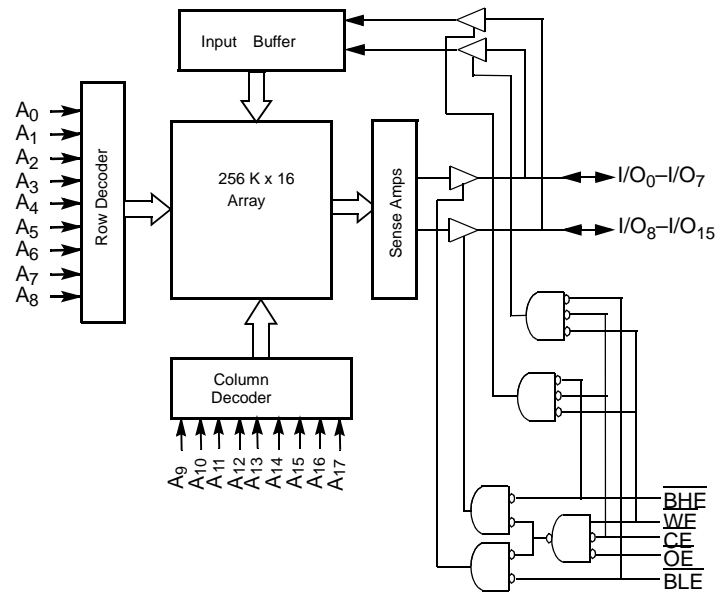 Input Buffer
A0
A1
A2
A3
A4
A5
A6
A7
A8
Row Decoder
256 K x 16
Array
Sense Amps
I/O0–I/O7
I/O8–I/O15
Column
Decoder
A9
A10
A11
A12
A13
A14
A15
A16
A17
BHE
WE
CE
OE
BLE